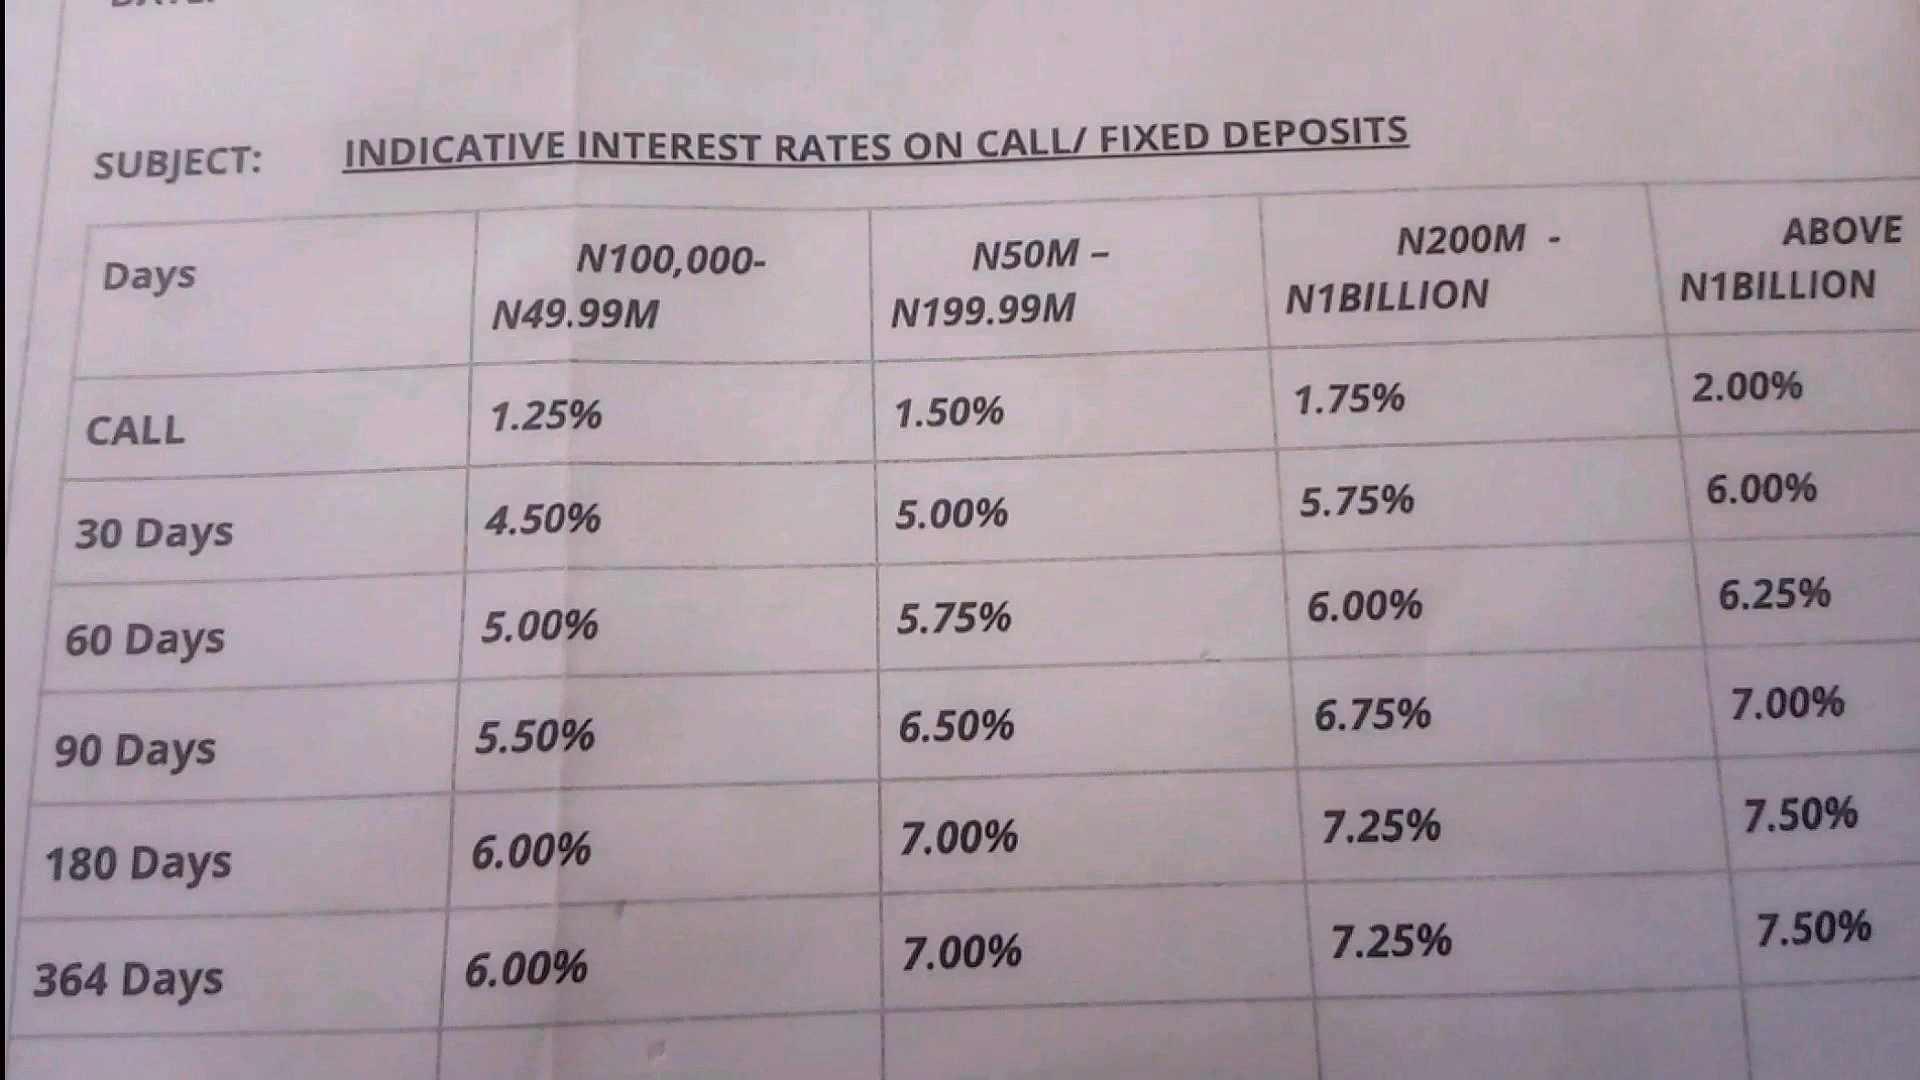 SUBJECT: INDICATIVE INTEREST RATES ON CALL/ FIXED DEPOSITS
Days N100,000- N50M – N200M - ABOVE
N49.99M N199.99M N1BILLION N1BILLION
CALL 1.25% 1.50% 1.75% 2.00%
30 Days 4.50% 5.00% 5.75% 6.00%
60 Days 5.00% 5.75% 6.00% 6.25%
90 Days 5.50% 6.50% 6.75% 7.00%
180 Days 6.00% 7.00% 7.25% 7.50%
364 Days 6.00% 7.00% 7.25% 7.50%